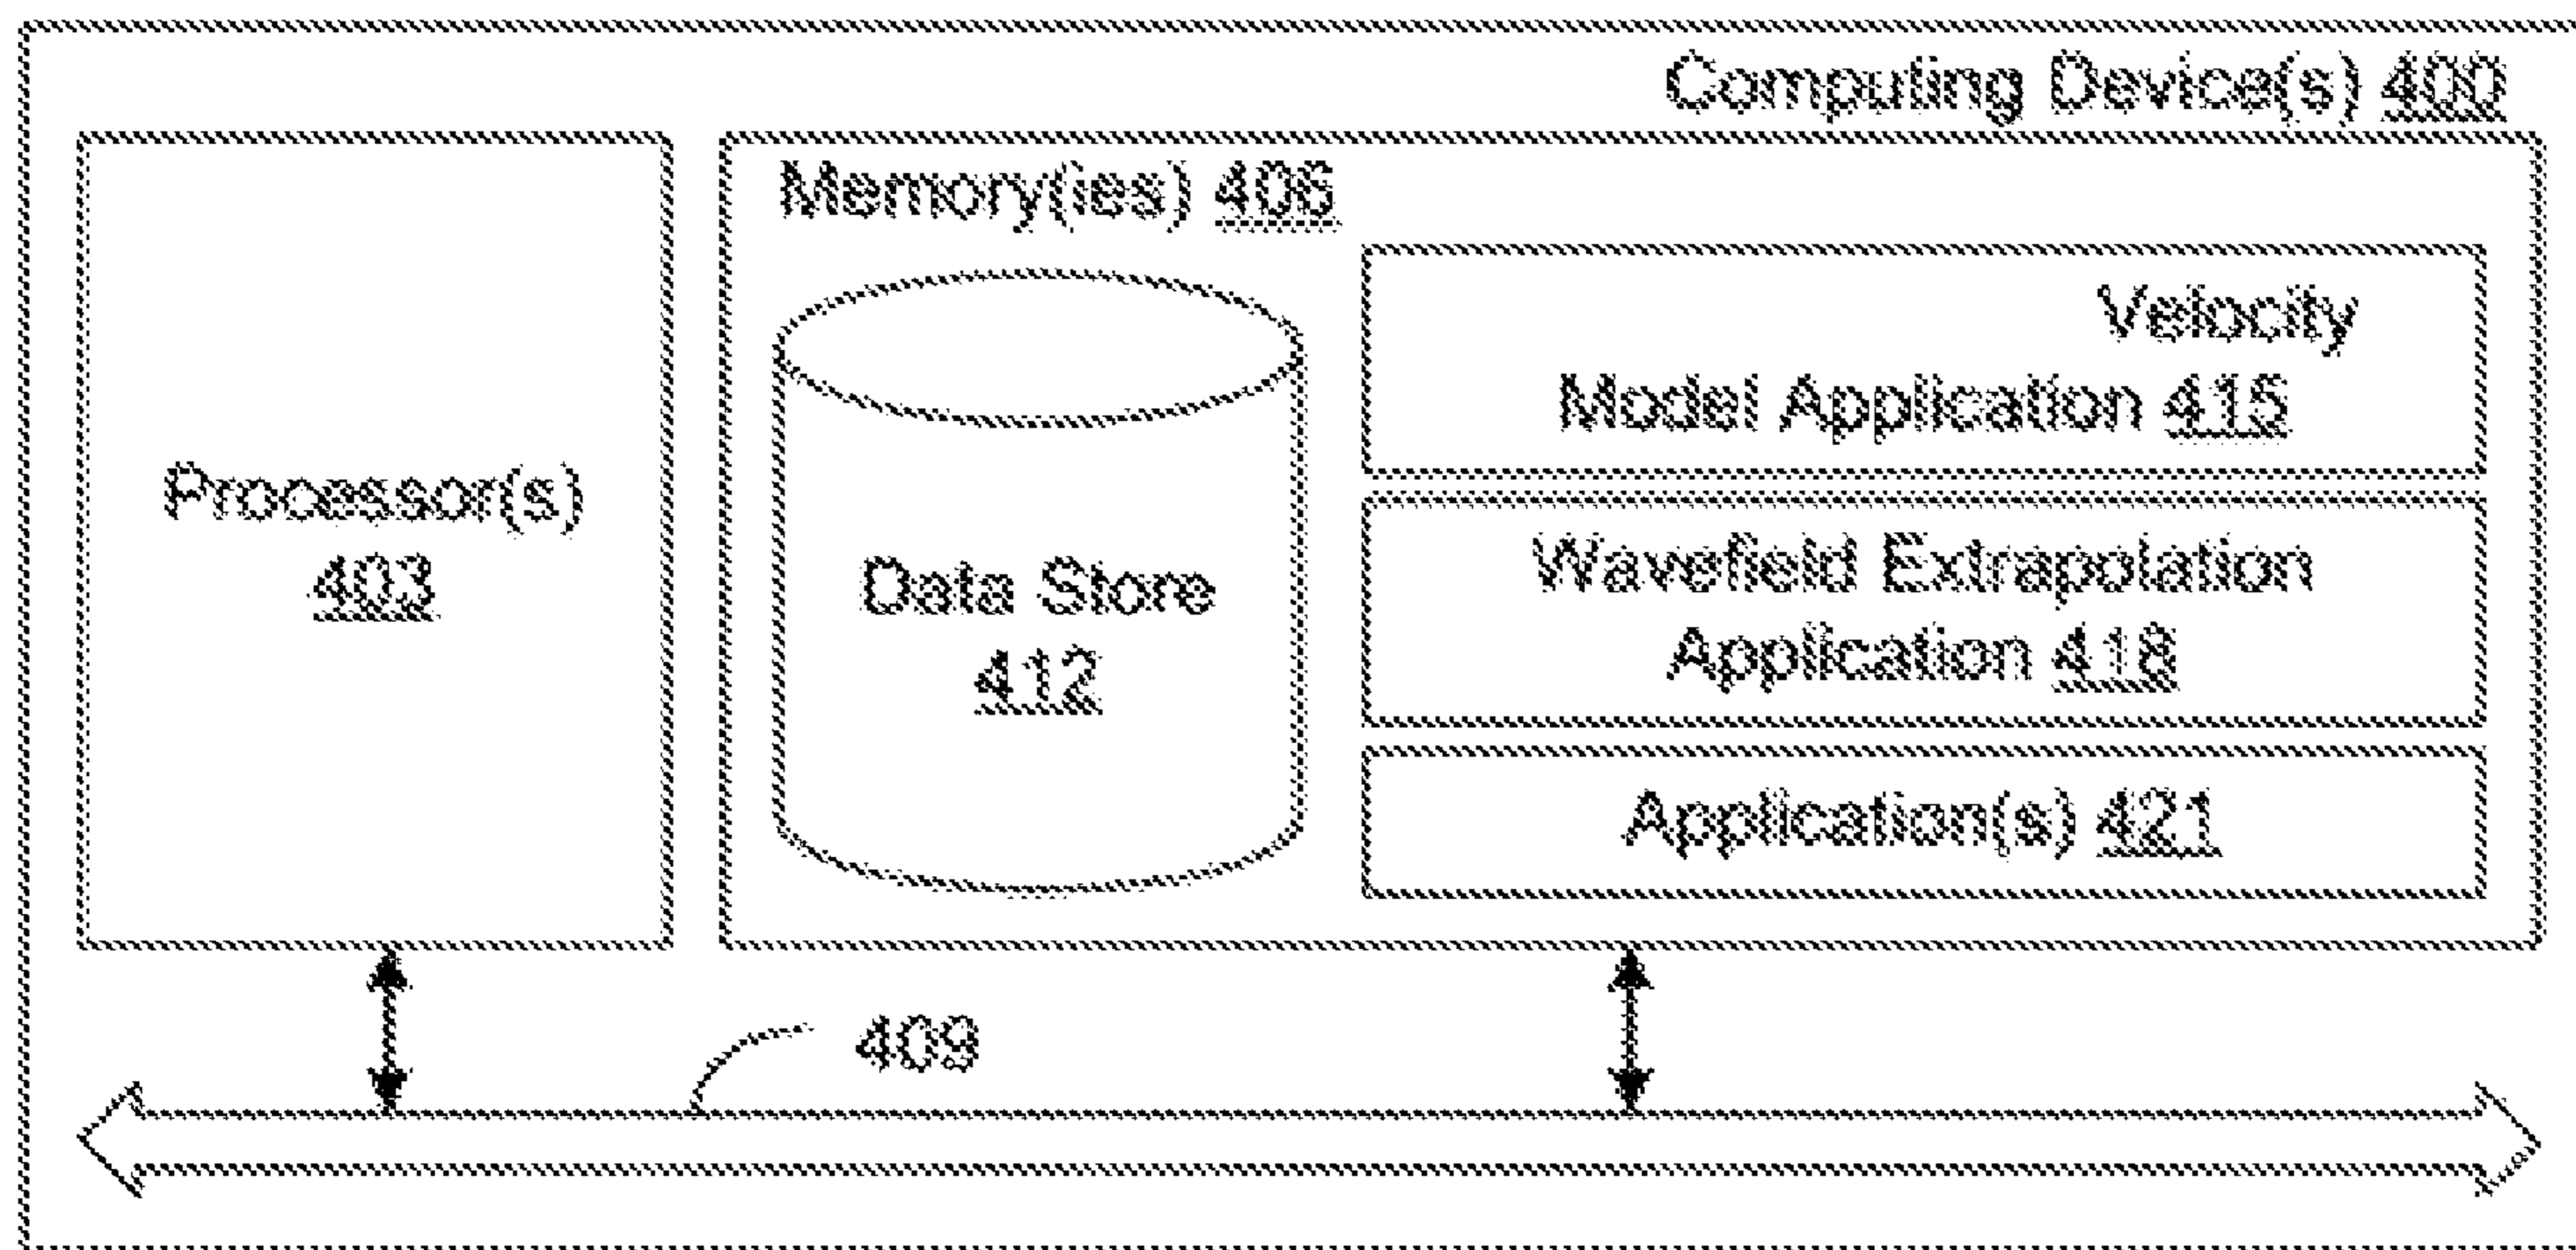 Computing Device(s) 400
Memory(ies) 406
Processor(s)
403
Data Store
412
Velocity
Model Application 415
Wavefield Extrapolation
Application 418
Application(s) 421
409